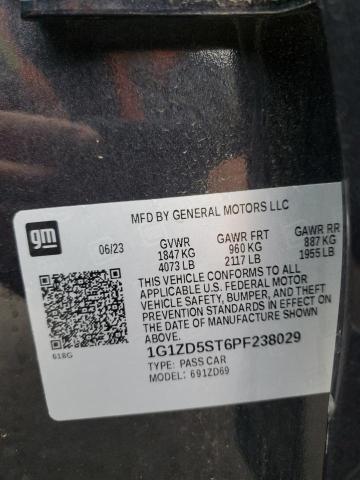 MFD BY GENERAL MOTORS LLC
gm
06/23
GVWR GAWR FRT GAWR RR
1847 KG 960 KG 887 KG
4073 LB 2117 LB 1955 LB
THIS VEHICLE CONFORMS TO ALL
APPLICABLE U.S. FEDERAL MOTOR
VEHICLE SAFETY, BUMPER, AND THEFT
PREVENTION STANDARDS IN EFFECT ON
THE DATE OF MANUFACTURE SHOWN
ABOVE.
618G
1G1ZD5ST6PF238029
TYPE: PASS CAR
MODEL: 691ZD69